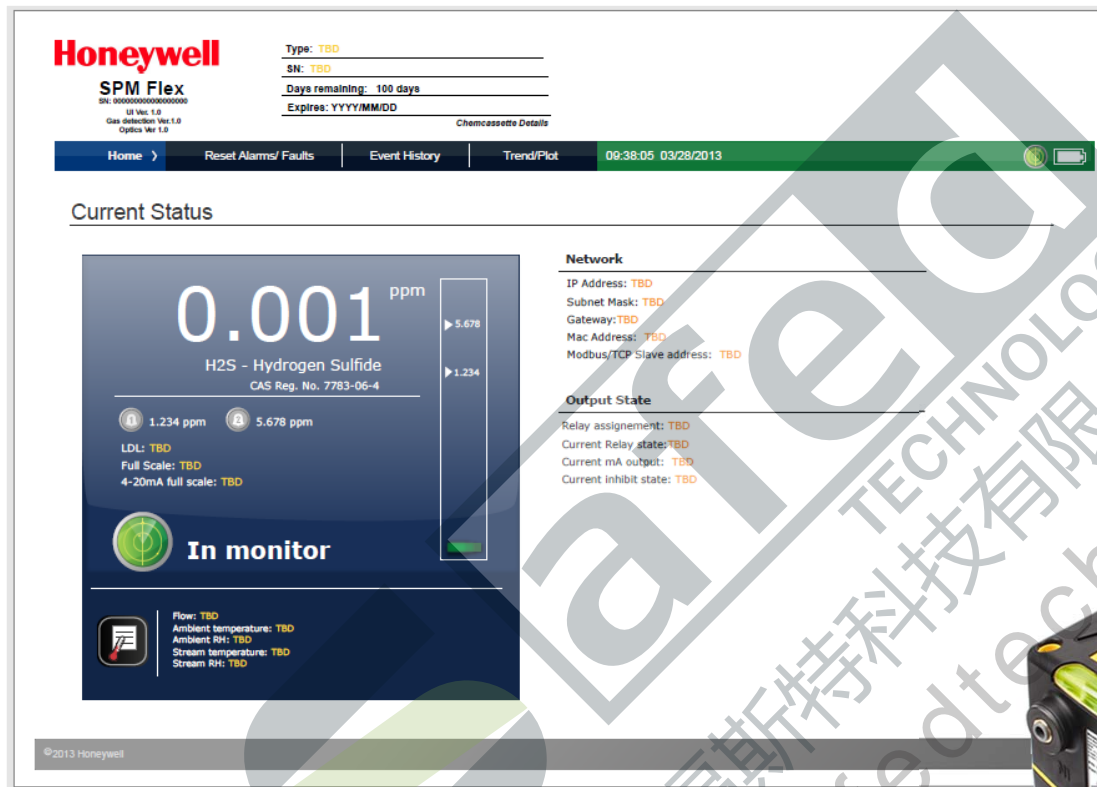 Honeywell
SPM Flex
SN: 000000000000000000
UI Ver. 1.0
Gas detection Ver.1.0
Optics Ver 1.0
Type: TBD
SN: TBD
Days remaining: 100 days
Expires: YYYY/MM/DD
Chemcassette Details
Home
Reset Alarms/ Faults
Event History
Trend/Plot
09:38:05 03/28/2013
Current Status
0.001 ppm
H2S - Hydrogen Sulfide
CAS Reg. No. 7783-06-4
1 1.234 ppm 2 5.678 ppm
LDL: TBD
Full Scale: TBD
4-20mA full scale: TBD
In monitor
5.678
1.234
Flow: TBD
Ambient temperature: TBD
Ambient RH: TBD
Stream temperature: TBD
Stream RH: TBD
Network
IP Address: TBD
Subnet Mask: TBD
Gateway:TBD
Mac Address: TBD
Modbus/TCP Slave address: TBD
Output State
Relay assignement: TBD
Current Relay state:TBD
Current mA output: TBD
Current inhibit state: TBD
©2013 Honeywell
afed
TECHNOLO
斯特科技有限
afedtech